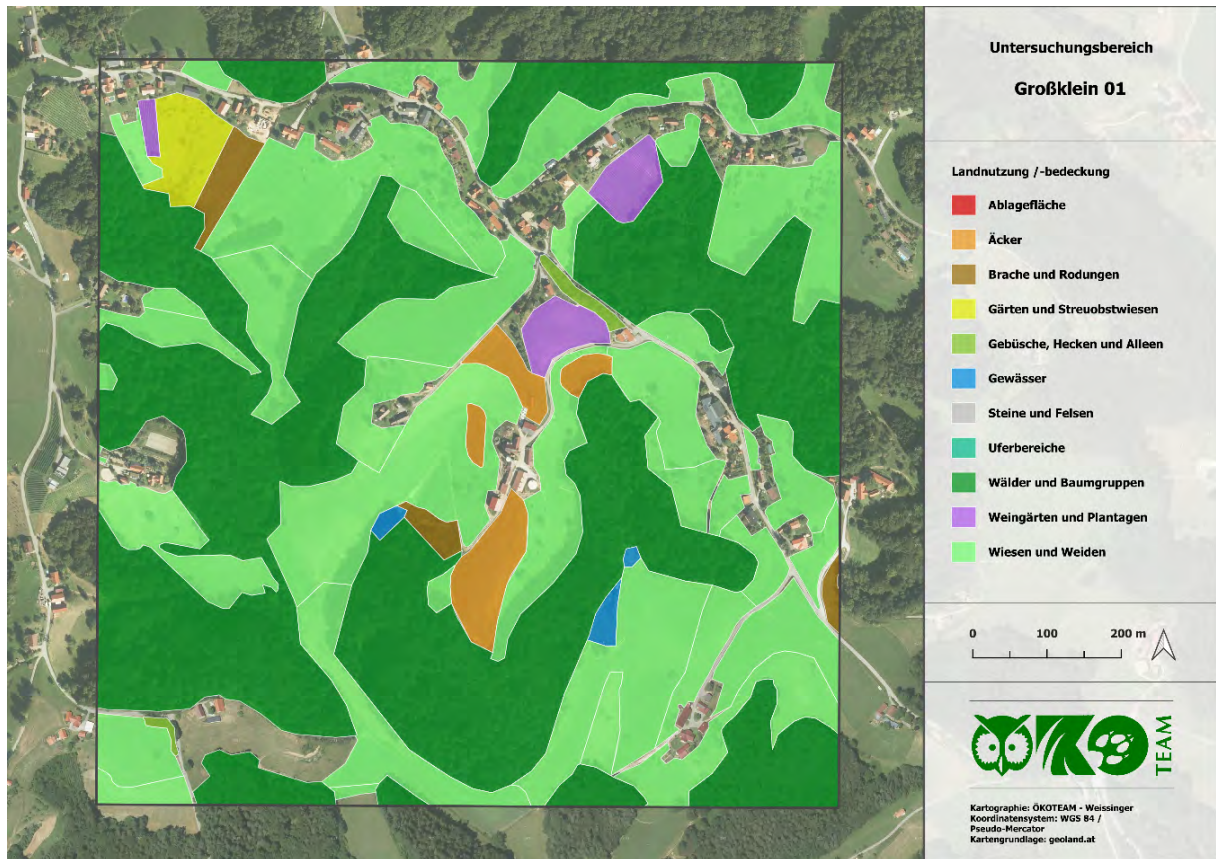 Untersuchungsbereich
Großklein 01
Landnutzung /-bedeckung
Ablagefläche
Äcker
Brache und Rodungen
Gärten und Streuobstwiesen
Gebüsche, Hecken und Alleen
Gewässer
Steine und Felsen
Uferbereiche
Wälder und Baumgruppen
Weingärten und Plantagen
Wiesen und Weiden
0 100 200 m
ÖKO
TEAM
Kartographie: ÖKOTEAM - Weissinger
Koordinatensystem: WGS 84 /
Pseudo-Mercator
Kartengrundlage: geoland.at